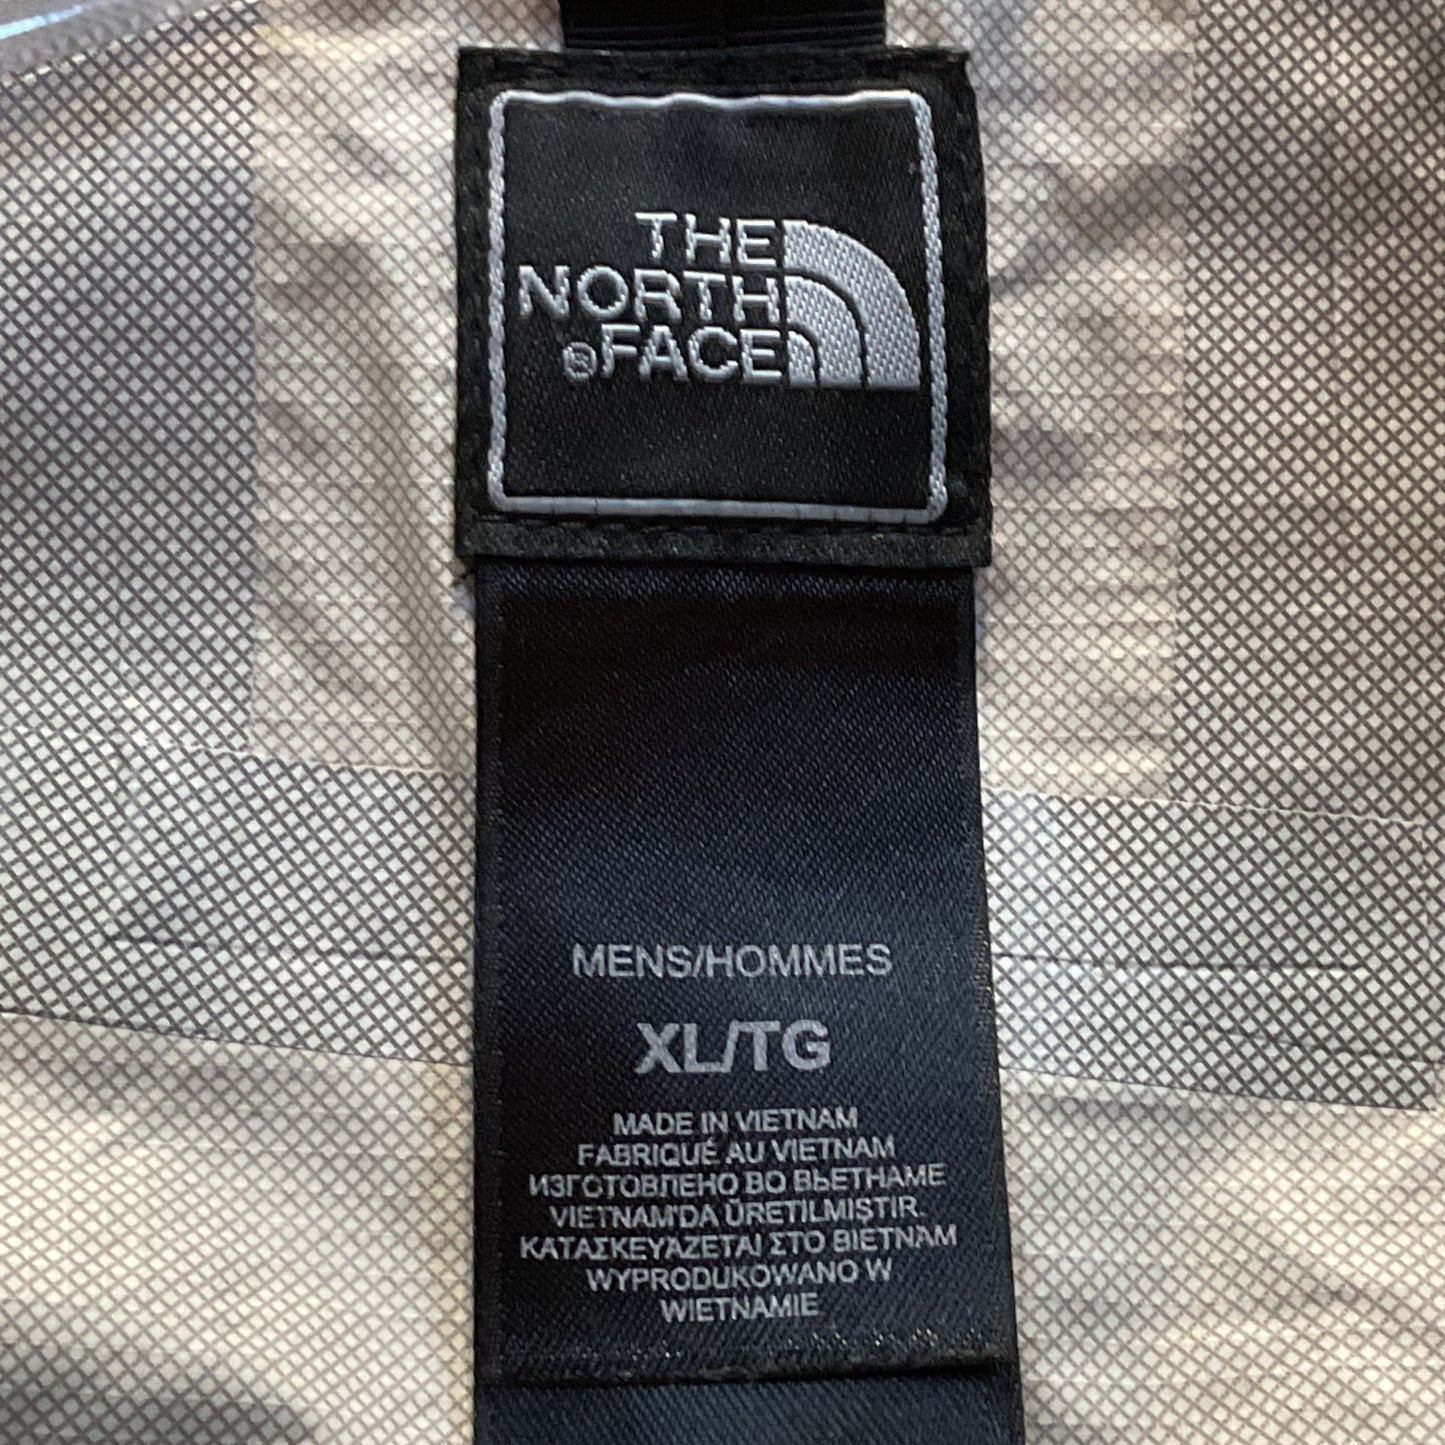 THE
NORTH
®FACE
MENS/HOMMES
XL/TG
MADE IN VIETNAM
FABRIQUÉ AU VIETNAM
ИЗГОТОВЛЕНО ВО ВЬЕТНАМЕ
VIETNAM'DA ÜRETILMIŞTIR.
ΚΑΤΑΣΚΕΥΑΖΕΤΑΙ ΣΤΟ ΒΙΕΤΝΑΜ
WYPRODUKOWANO W
WIETNAMIE